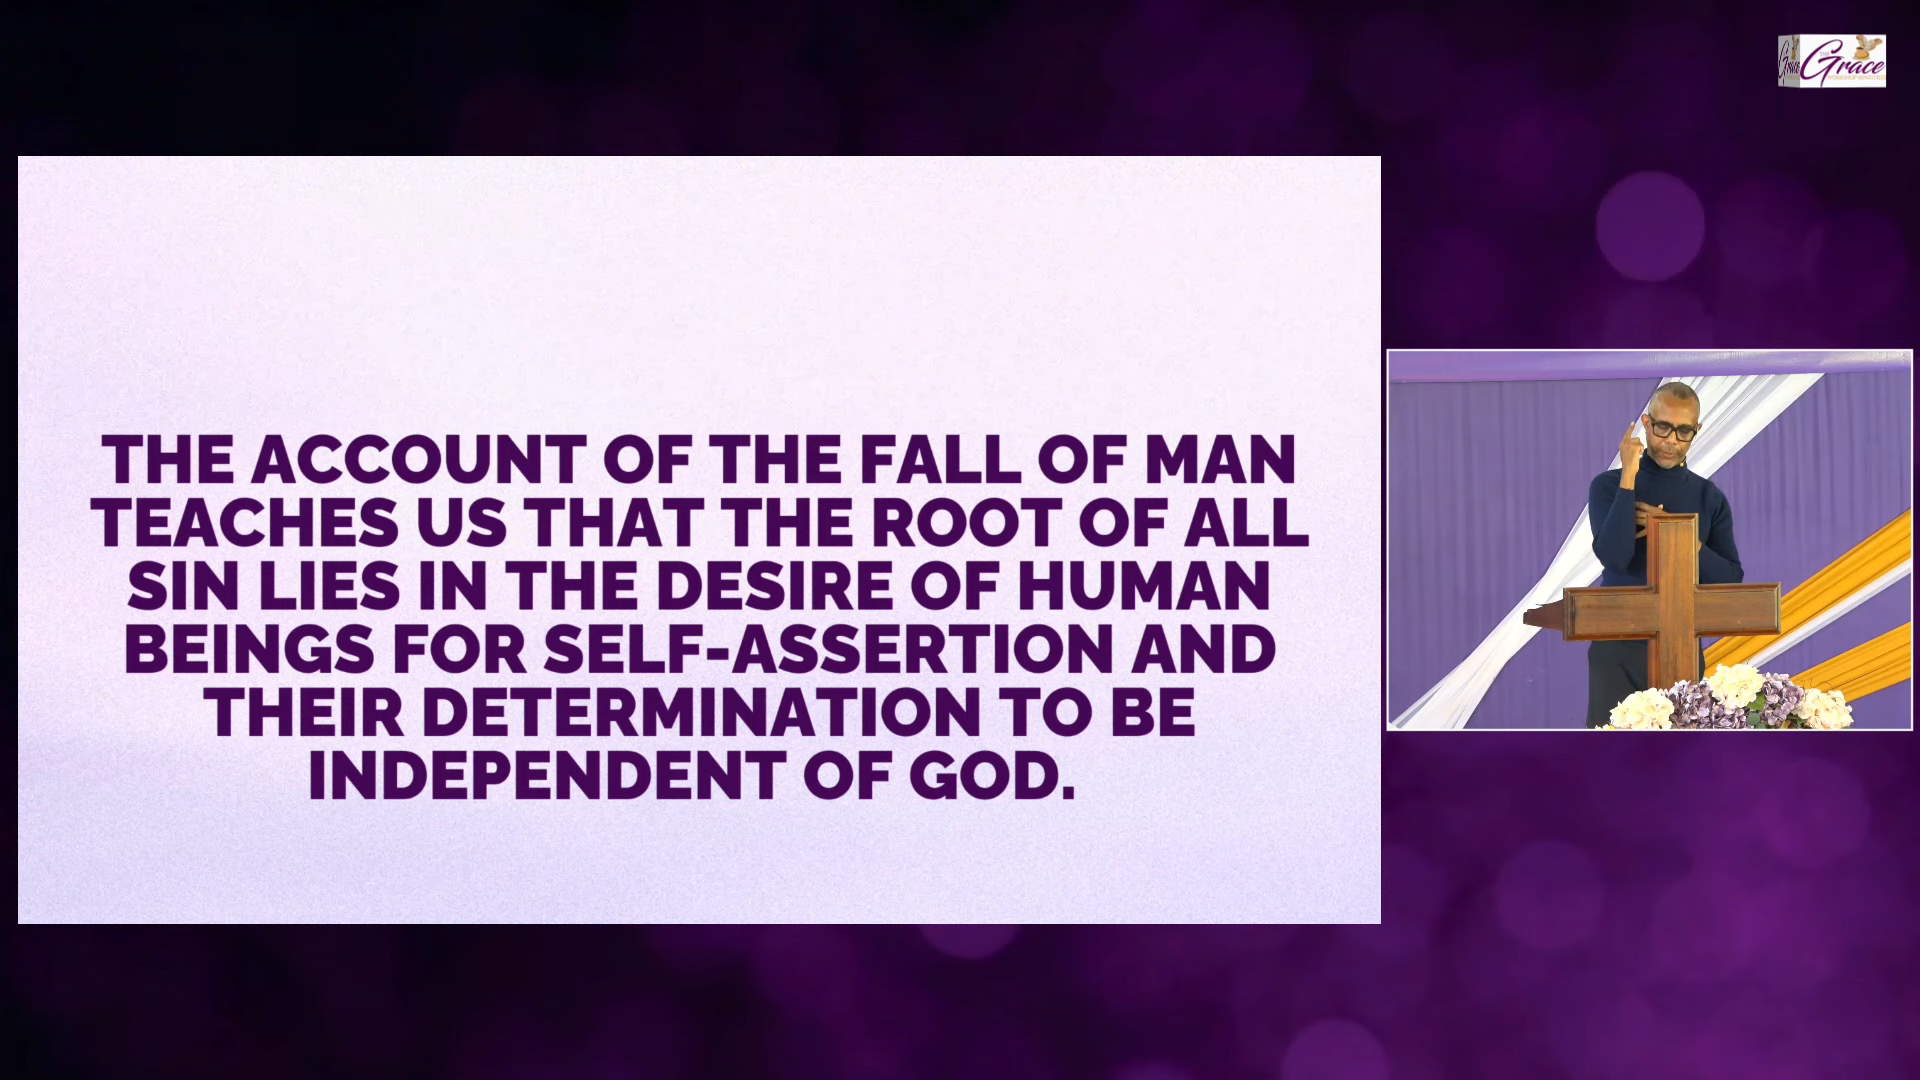 Grace
THE ACCOUNT OF THE FALL OF MAN
TEACHES US THAT THE ROOT OF ALL
SIN LIES IN THE DESIRE OF HUMAN
BEINGS FOR SELF-ASSERTION AND
THEIR DETERMINATION TO BE
INDEPENDENT OF GOD.